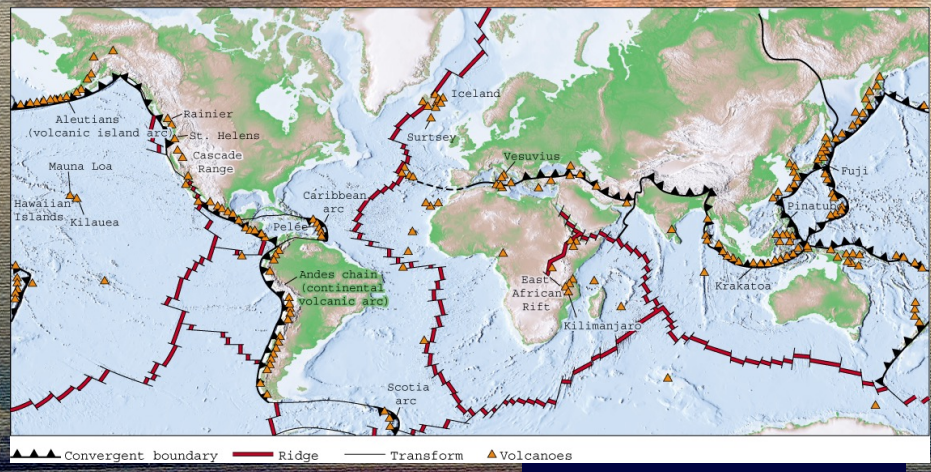 Iceland
Surtsey
Aleutians
(volcanic island arc)
Rainier
St. Helens
Cascade
Range
Vesuvius
Mauna Loa
Hawaiian
Islands
Kilauea
Caribbean
arc
Pelée
Fuji
Pinatubo
Andes chain
(continental
volcanic arc)
East
African
Rift
Kilimanjaro
Krakatoa
Scotia
arc
Convergent boundary
Ridge
Transform
Volcanoes